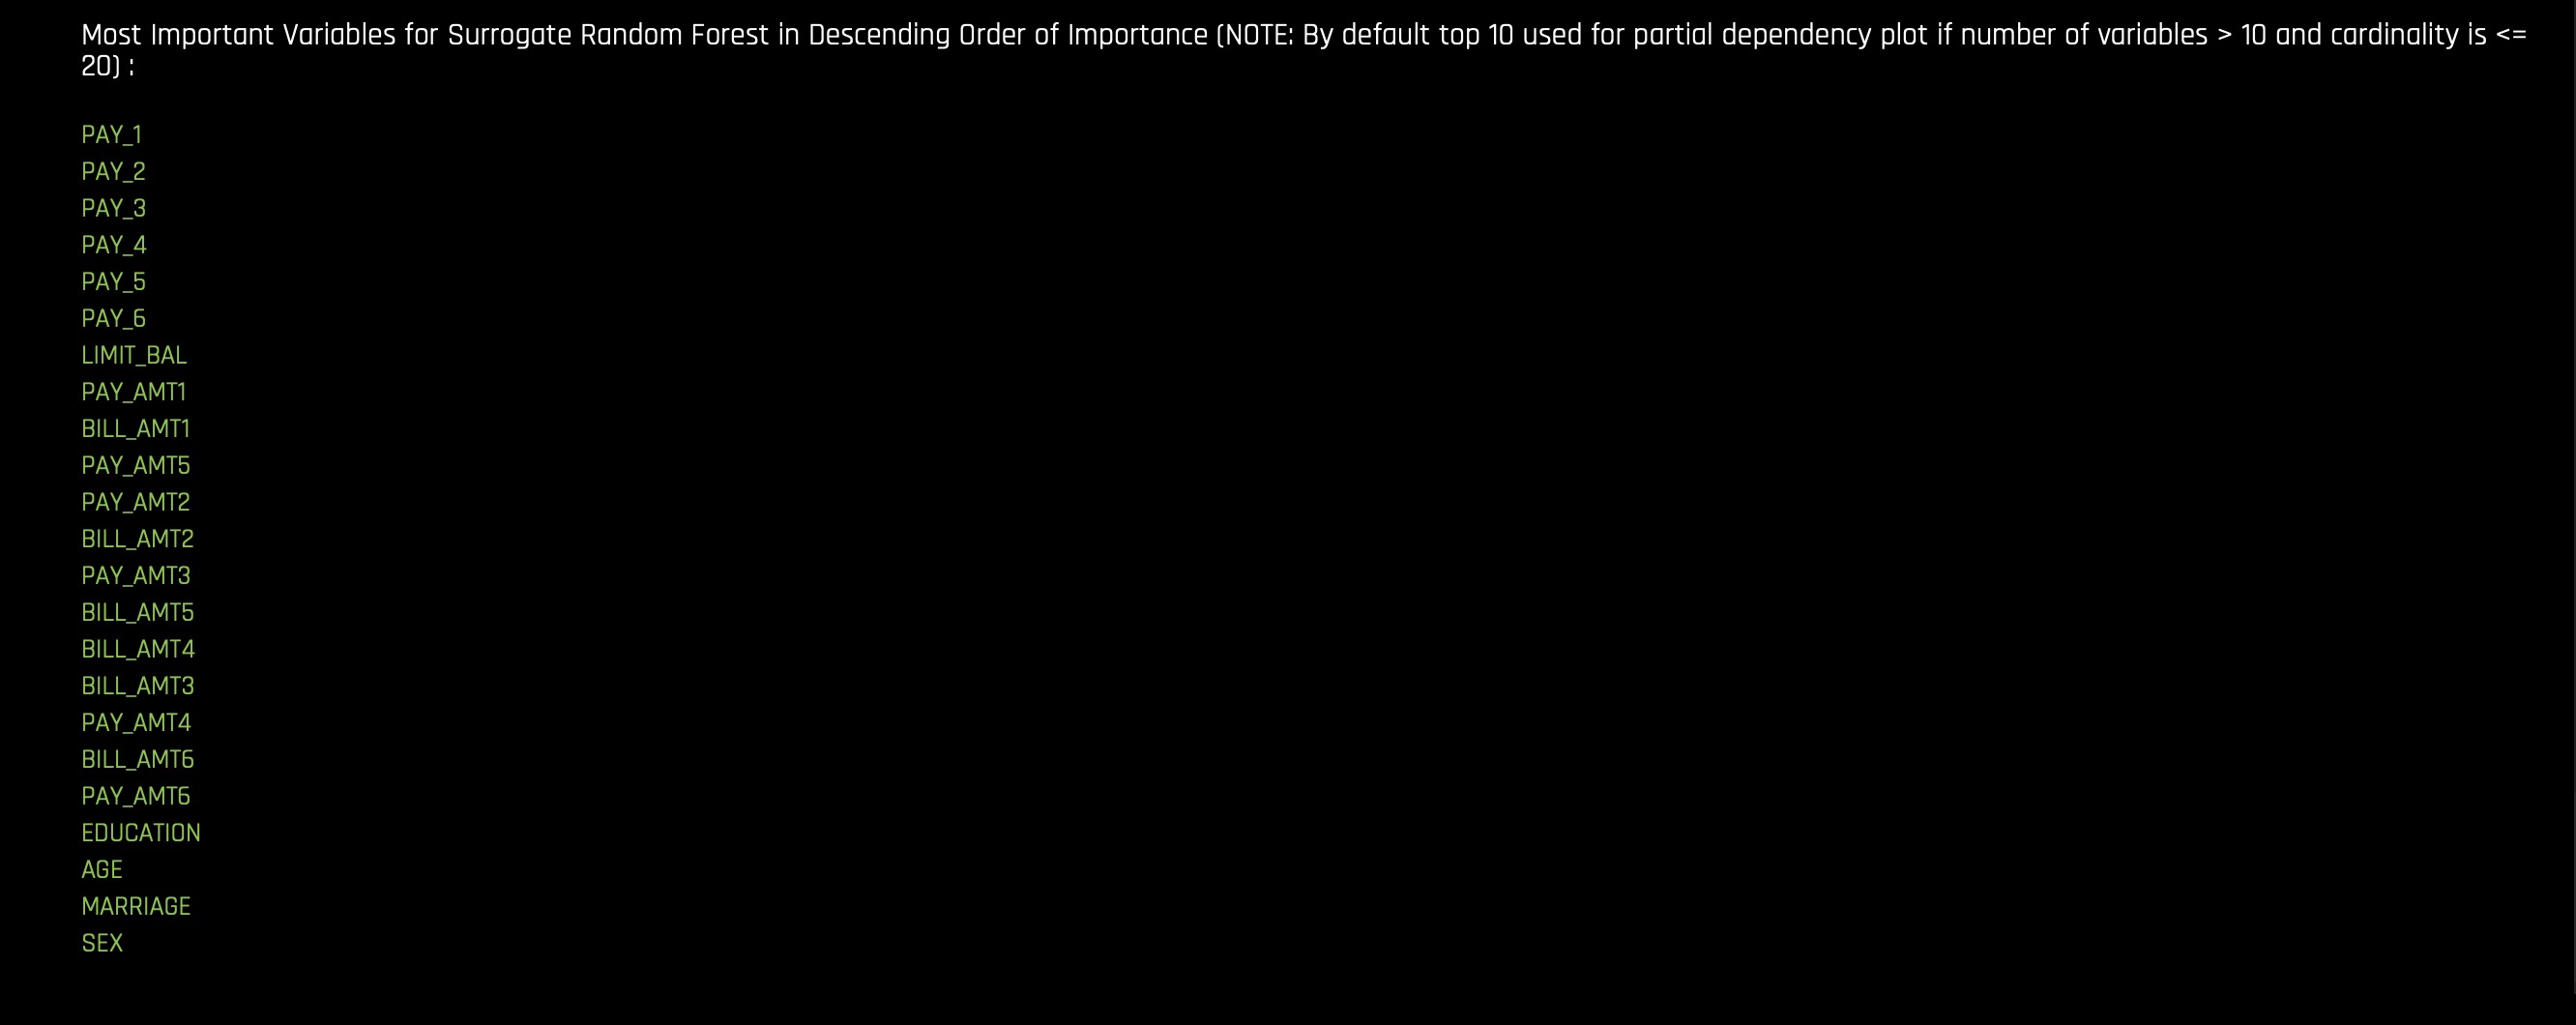 Most Important Variables for Surrogate Random Forest in Descending Order of Importance (NOTE: By default top 10 used for partial dependency plot if number of variables > 10 and cardinality is <=
20) :
PAY_1
PAY_2
PAY_3
PAY_4
PAY_5
PAY_6
LIMIT_BAL
PAY_AMT1
BILL_AMT1
PAY_AMT5
PAY_AMT2
BILL_AMT2
PAY_AMT3
BILL_AMT5
BILL_AMT4
BILL_AMT3
PAY_AMT4
BILL_AMT6
PAY_AMT6
EDUCATION
AGE
MARRIAGE
SEX